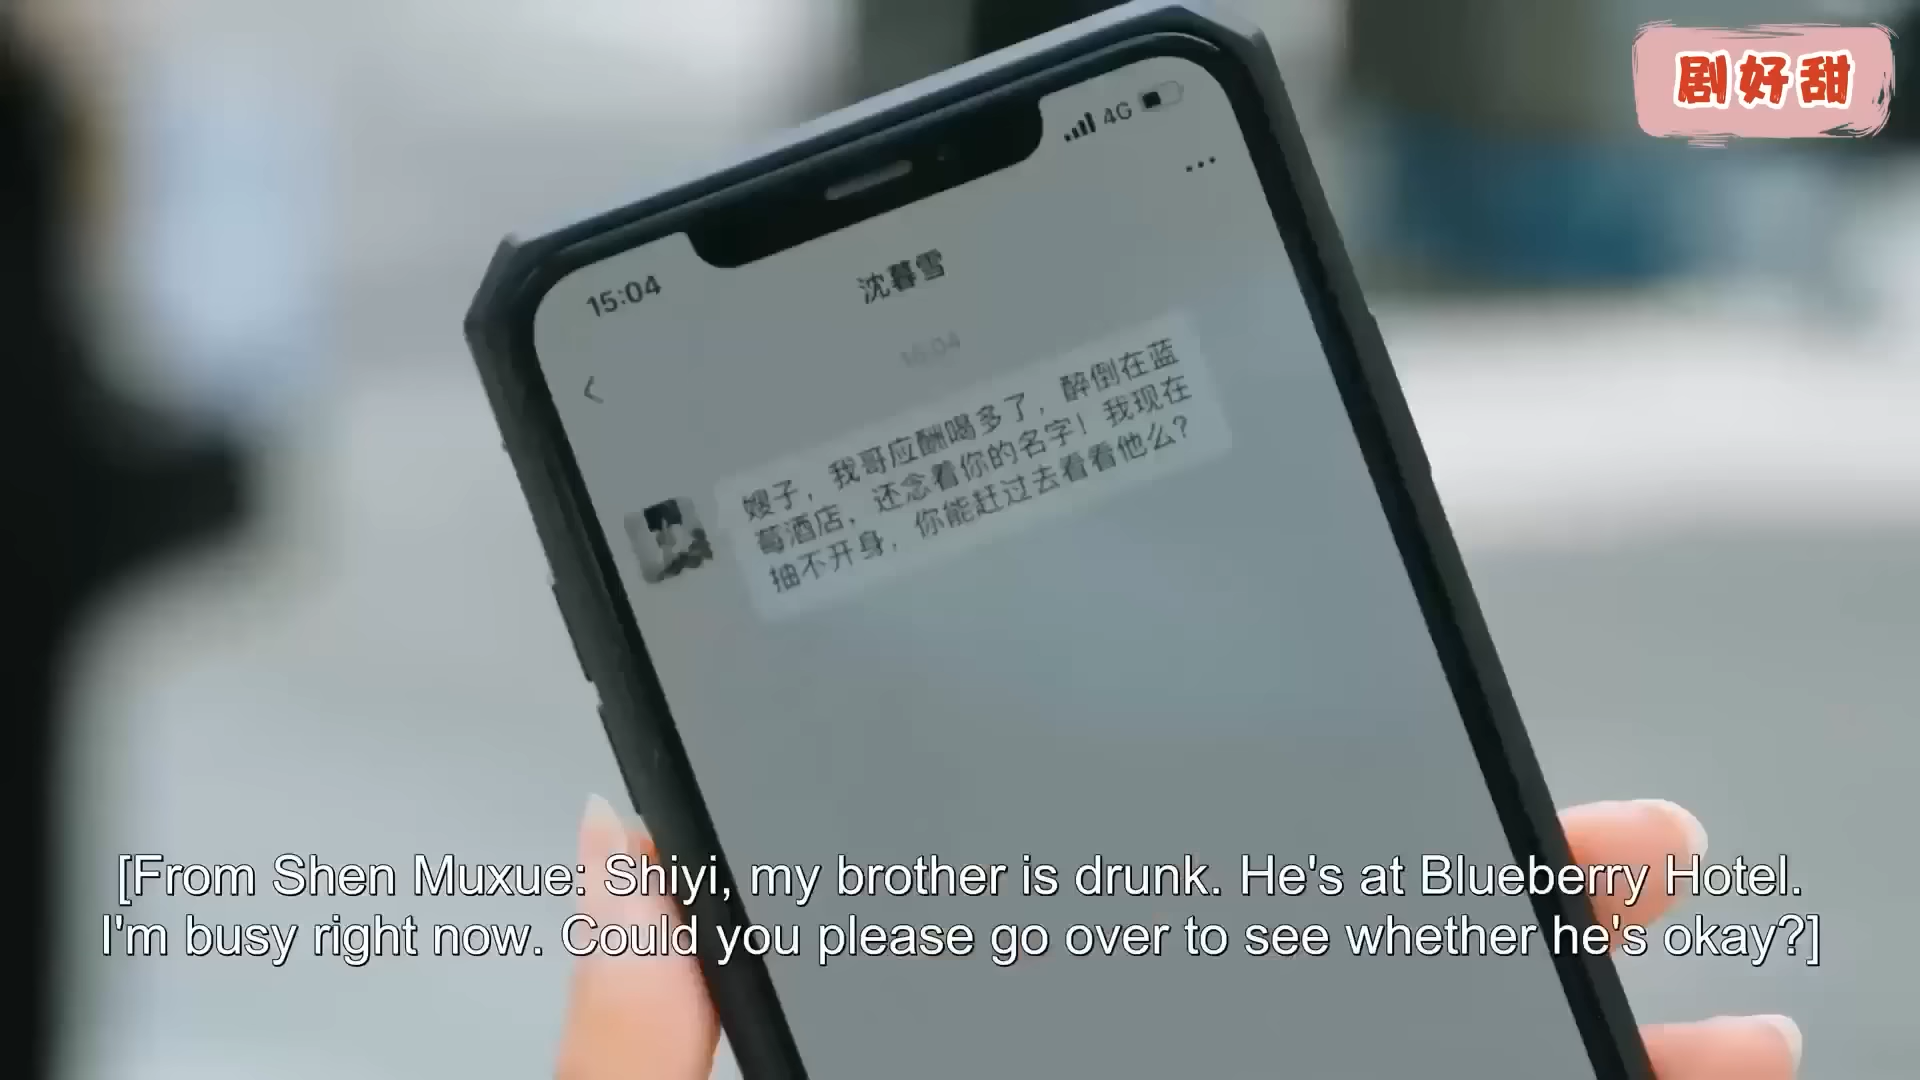 剧好甜
4G
15:04
沈暮雪
15:04
嫂子，我哥应酬喝多了，醉倒在蓝
莓酒店，还念着你的名字！我现在
抽不开身，你能赶过去看看他么？
[From Shen Muxue: Shiyi, my brother is drunk. He's at Blueberry Hotel.
I'm busy right now. Could you please go over to see whether he's okay?]